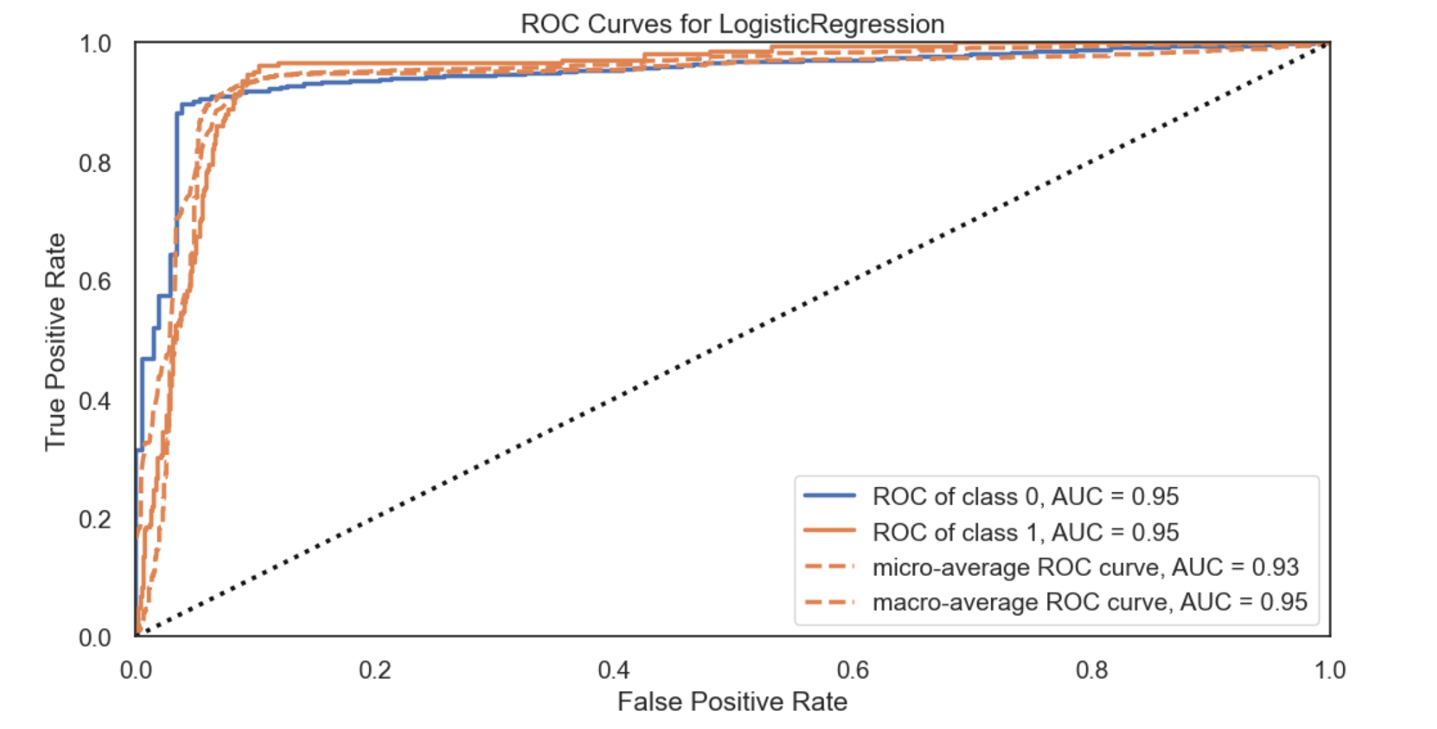 ROC Curves for LogisticRegression
1.0
0.8
0.6
0.4
0.2
0.0
True Positive Rate
ROC of class 0, AUC = 0.95
ROC of class 1, AUC = 0.95
micro-average ROC curve, AUC = 0.93
macro-average ROC curve, AUC = 0.95
0.0 0.2 0.4 0.6 0.8 1.0
False Positive Rate